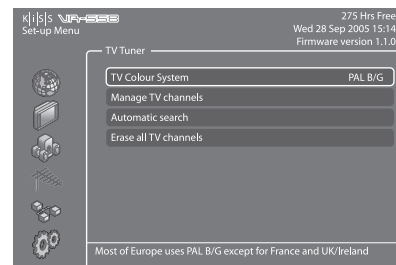 K|i|S|S VR-558
275 Hrs Free
Set-up Menu
Wed 28 Sep 2005 15:14
Firmware version 1.1.0
TV Tuner
TV Colour System PAL B/G
Manage TV channels
Automatic search
Erase all TV channels
Most of Europe uses PAL B/G except for France and UK/Ireland